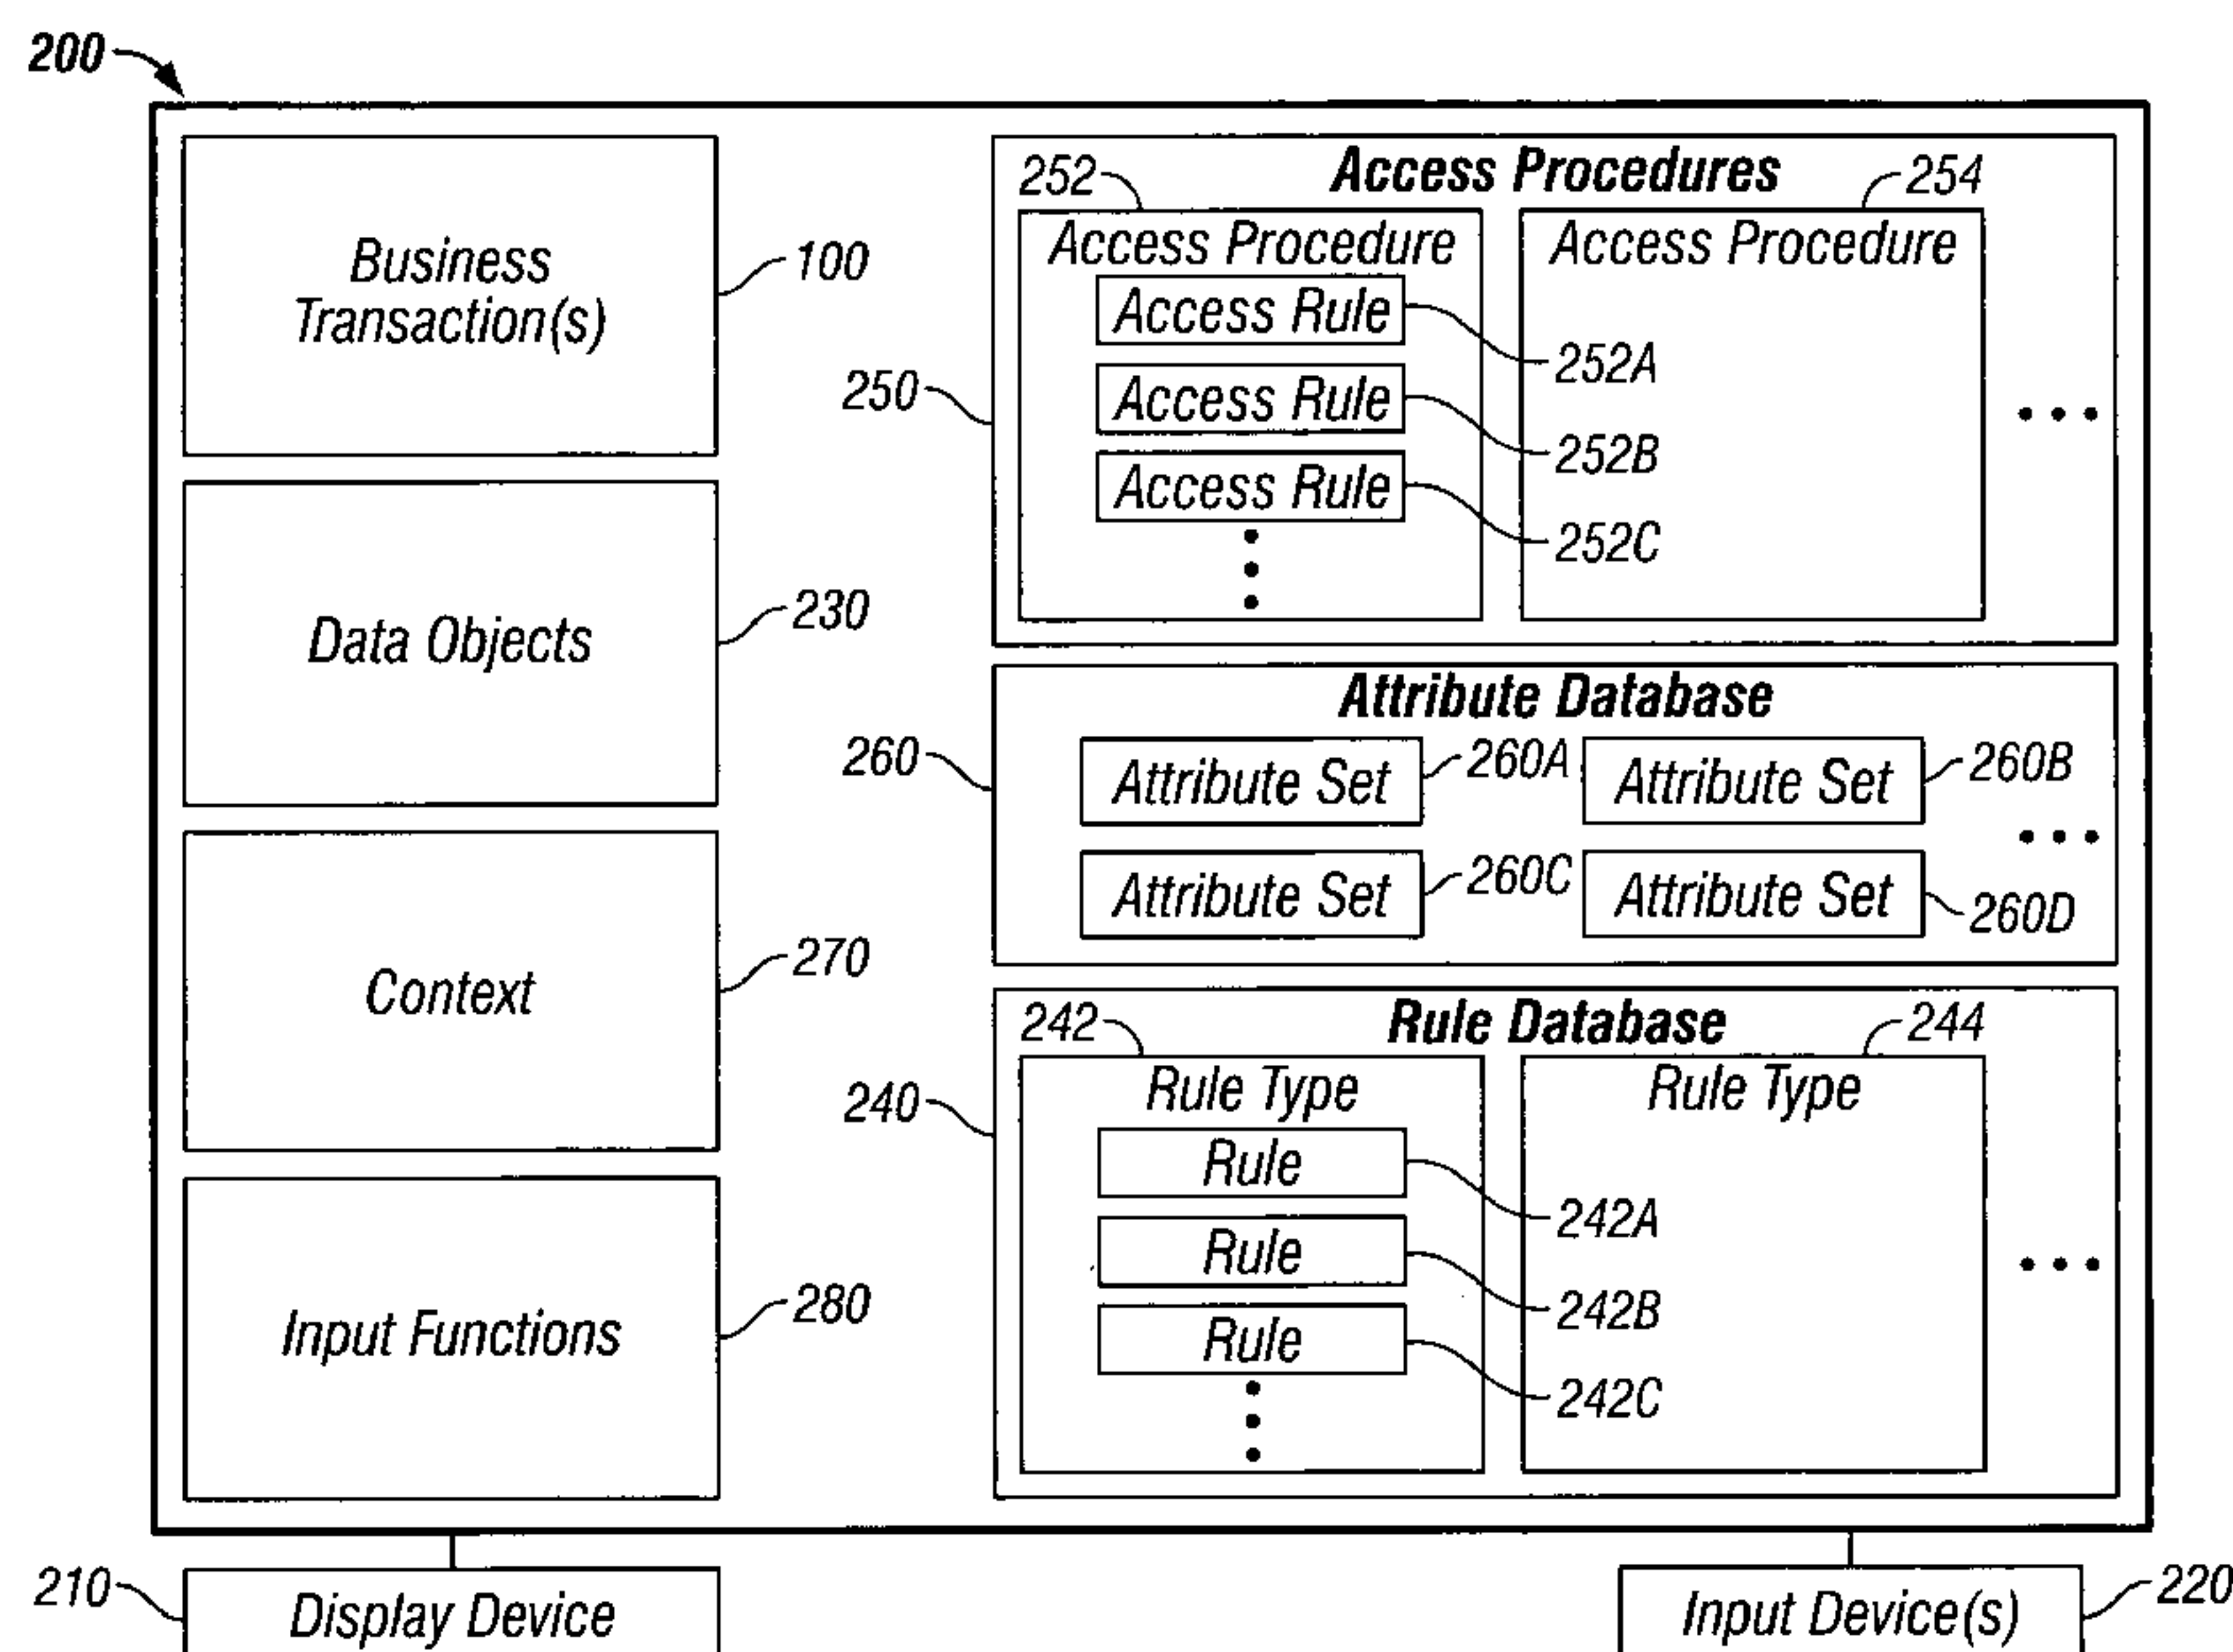 200
Business
Transaction(s)
100
Data Objects
230
Context
270
Input Functions
280
Access Procedures
250
252
254
Access Procedure
Access Procedure
Access Rule
252A
Access Rule
252B
Access Rule
252C
Attribute Database
260
Attribute Set
260A
Attribute Set
260B
Attribute Set
260C
Attribute Set
260D
Rule Database
240
242
244
Rule Type
Rule Type
Rule
242A
Rule
242B
Rule
242C
210
Display Device
Input Device(s)
220